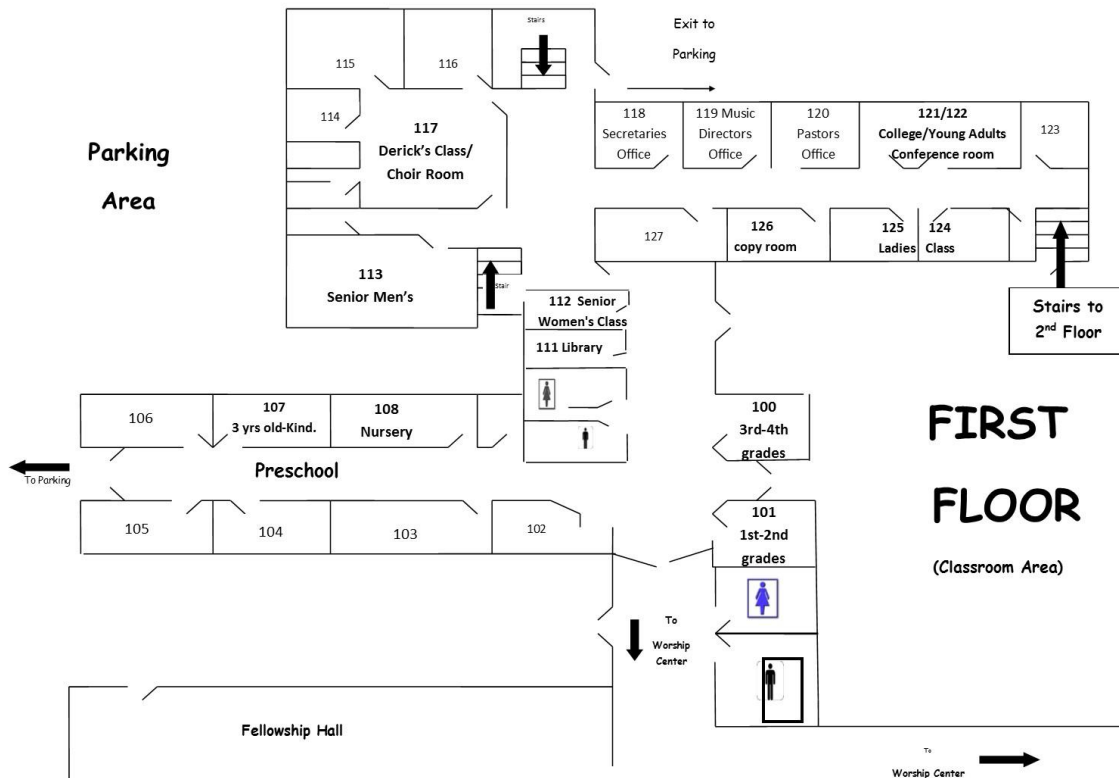 Stairs
Exit to
Parking
115
116
114
117
Derick's Class/
Choir Room
118
Secretaries
Office
119 Music
Directors
Office
120
Pastors
Office
121/122
College/Young Adults
Conference room
123
Parking
Area
127
126
copy room
125
Ladies
124
Class
113
Senior Men's
Stair
112 Senior
Women's Class
111 Library
Stairs to
2nd Floor
106
107
3 yrs old-Kind.
108
Nursery
100
3rd-4th
grades
FIRST
FLOOR
(Classroom Area)
To Parking
Preschool
105
104
103
102
101
1st-2nd
grades
To
Worship
Center
Fellowship Hall
To
Worship Center